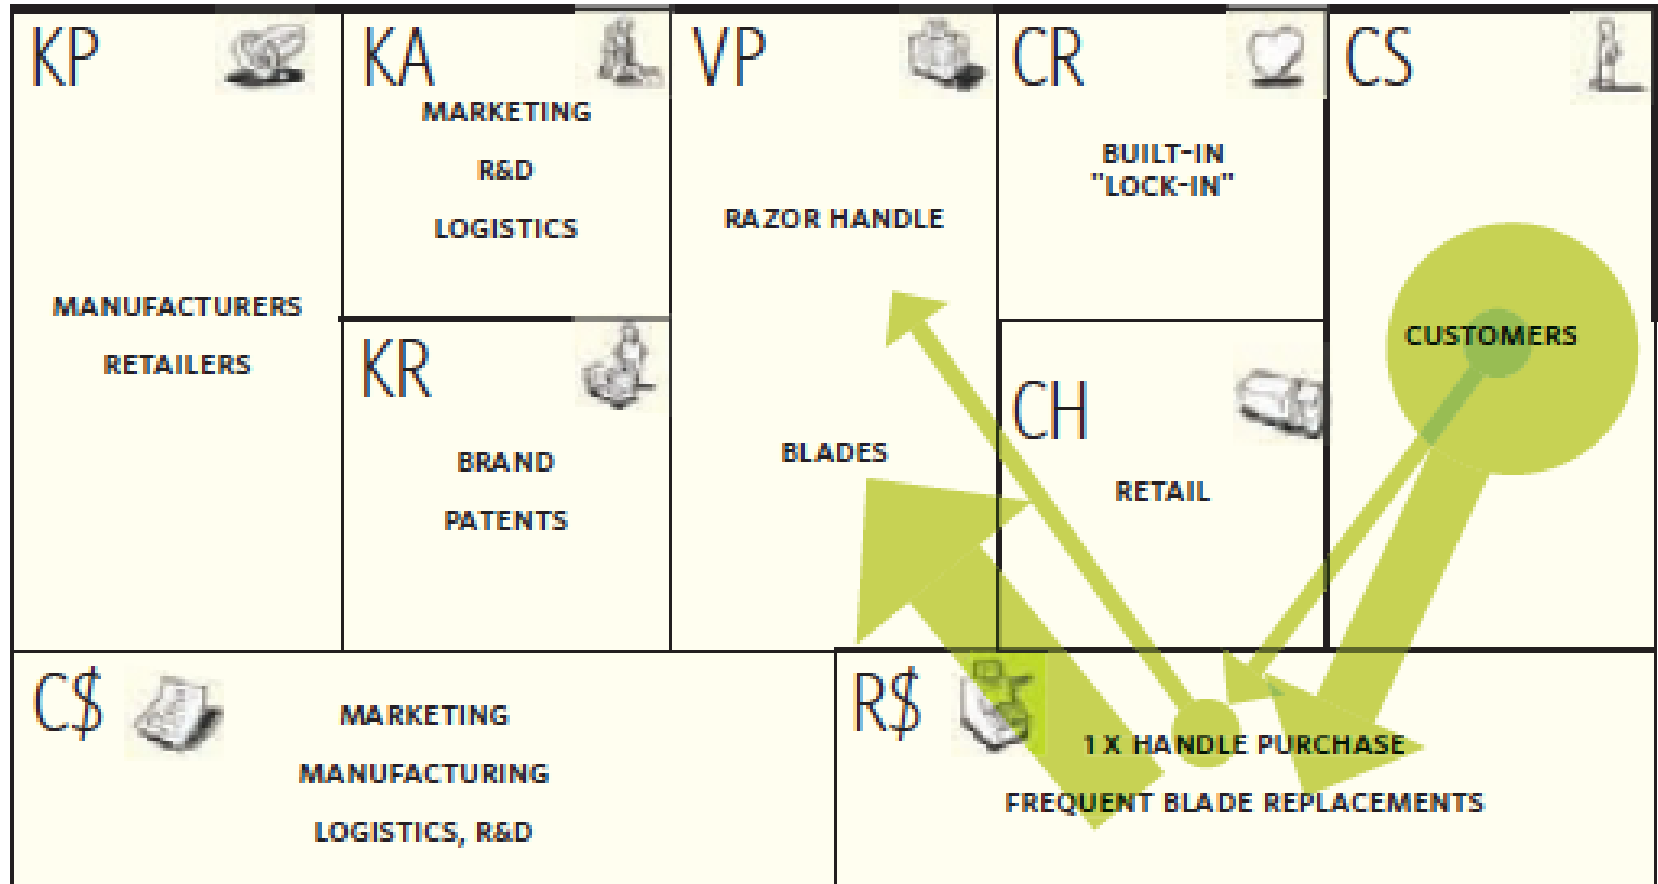 KP
MANUFACTURERS
RETAILERS
KA
MARKETING
R&D
LOGISTICS
KR
BRAND
PATENTS
VP
RAZOR HANDLE
BLADES
CR
BUILT-IN
"LOCK-IN"
CH
RETAIL
CS
CUSTOMERS
C$
MARKETING
MANUFACTURING
LOGISTICS, R&D
R$
1 X HANDLE PURCHASE
FREQUENT BLADE REPLACEMENTS